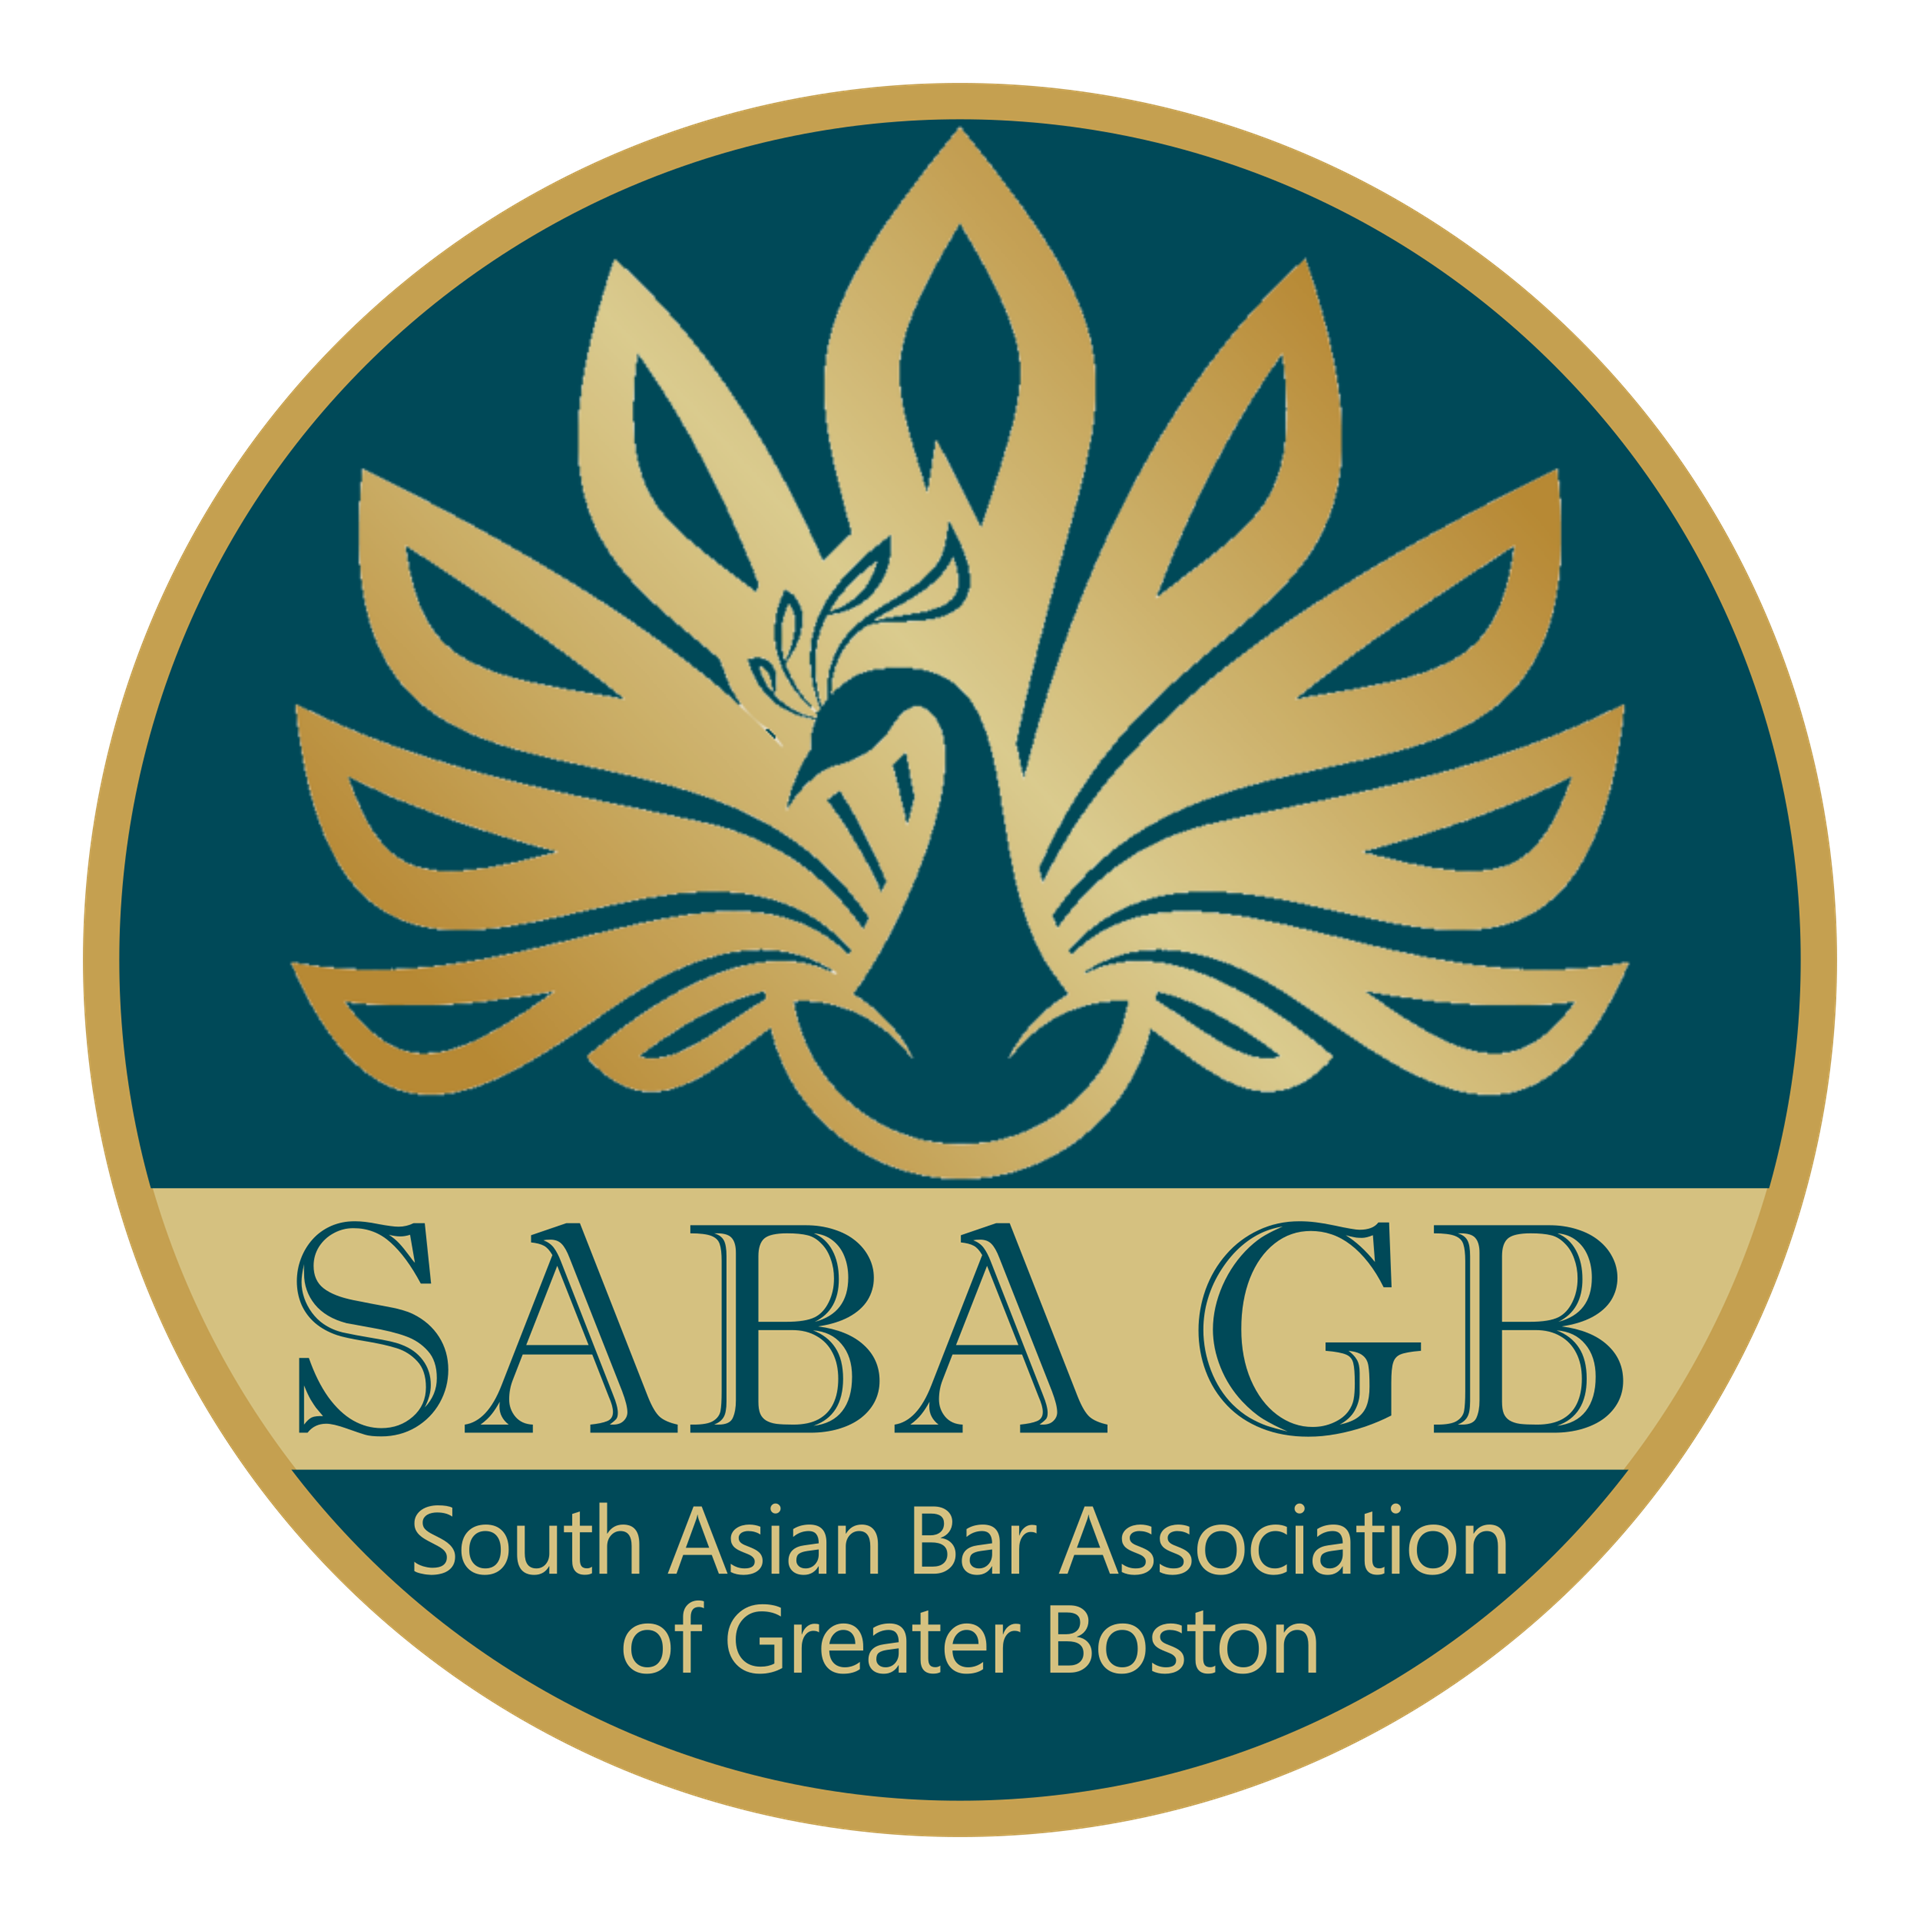 SABA GB
South Asian Bar Association
of Greater Boston